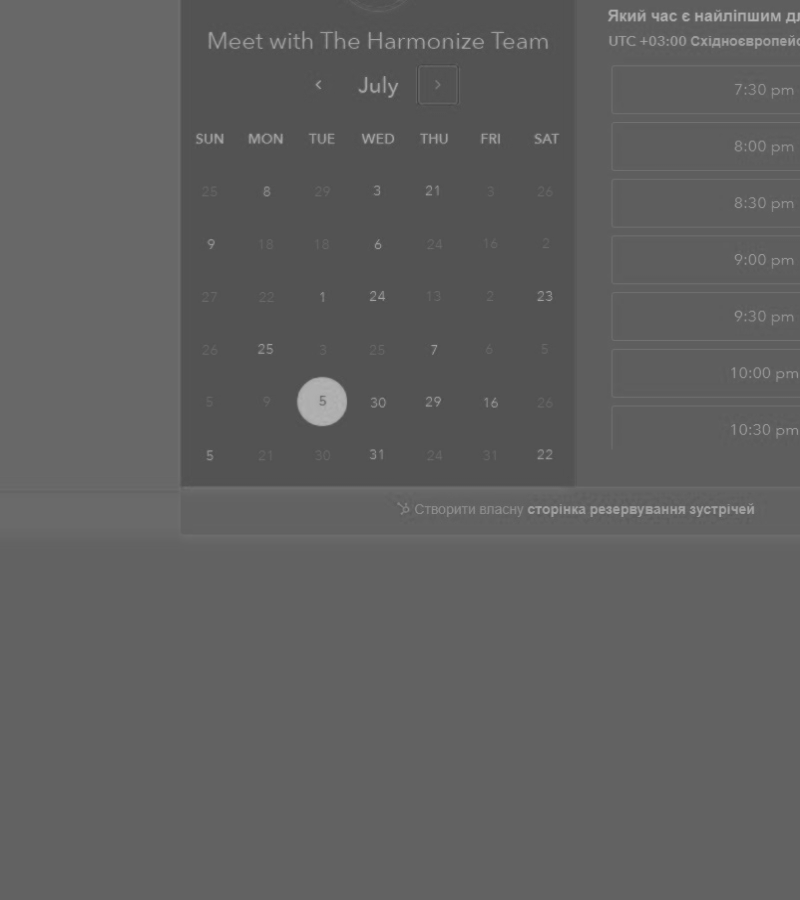 Meet with The Harmonize Team
July
SUN MON TUE WED THU FRI SAT
25 8 29 3 21 3 26
9 18 18 6 24 16 2
27 22 1 24 13 2 23
26 25 3 25 7 6 5
5 9 5 30 29 16 26
5 21 30 31 24 31 22
Який час є найліпшим
UTC +03:00
7:30 pm
8:00 pm
8:30 pm
9:00 pm
9:30 pm
10:00 pm
10:30 pm
Створити власну сторінка резервування зустрічей